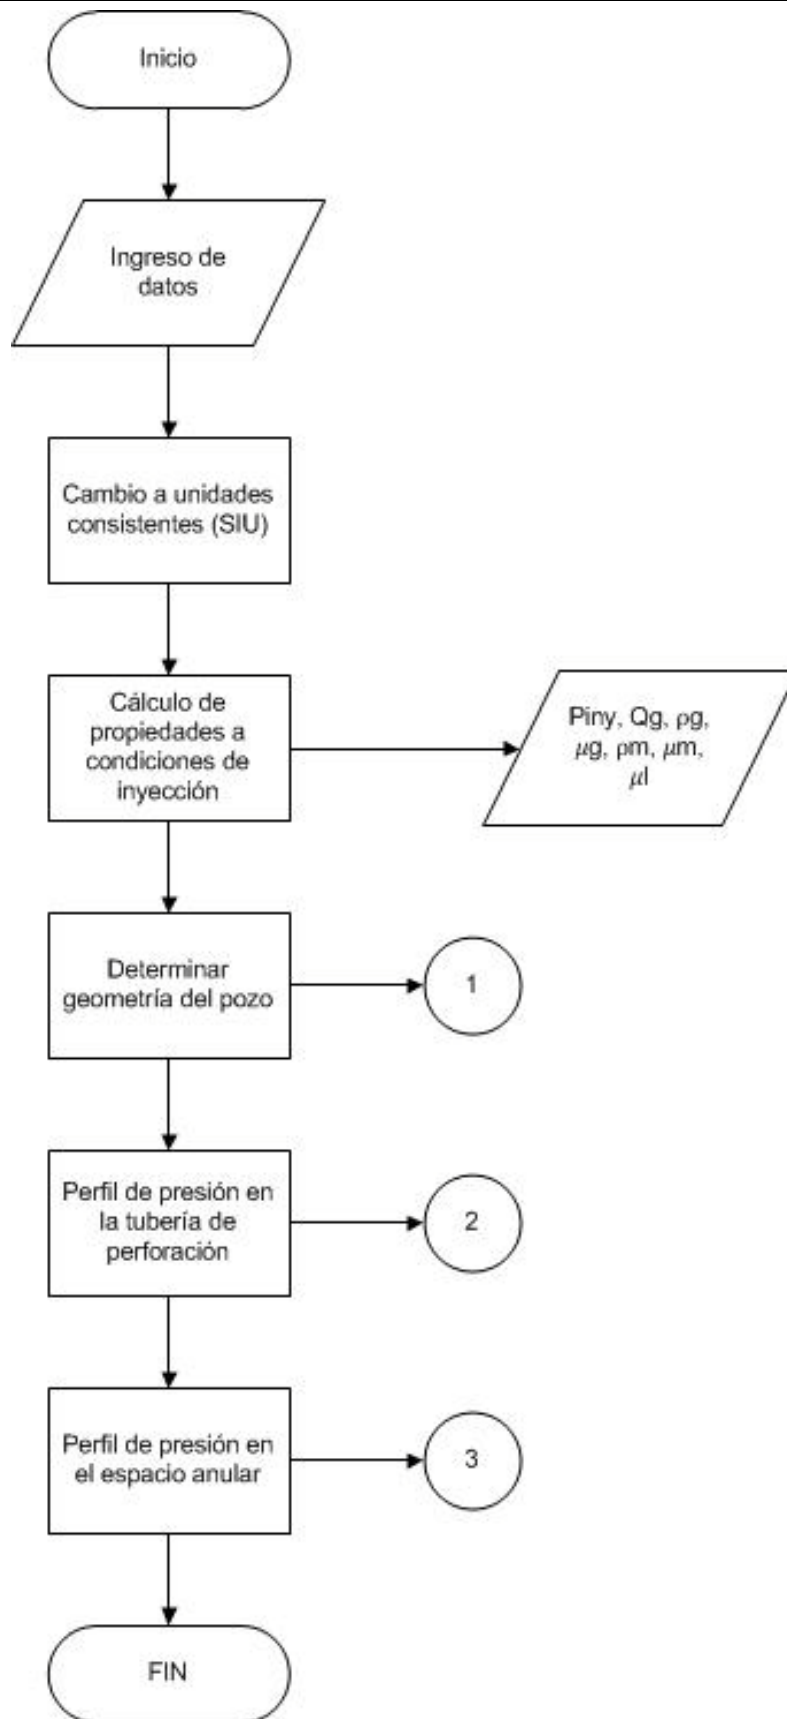 Inicio
Ingreso de
datos
Cambio a unidades
consistentes (SIU)
Cálculo de
propiedades a
condiciones de
inyección
Piny, Qg, ρg,
μg, ρm, μm,
μl
Determinar
geometría del pozo
1
Perfil de presión en
la tubería de
perforación
2
Perfil de presión en
el espacio anular
3
FIN